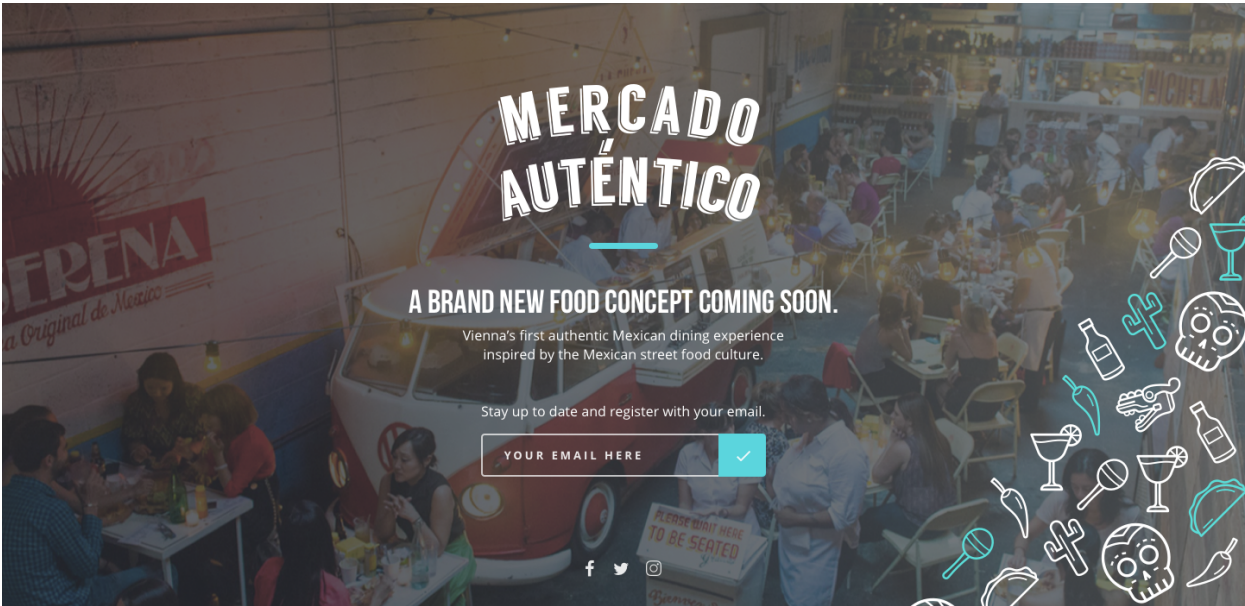 MERCADO
AUTÉNTICO
A BRAND NEW FOOD CONCEPT COMING SOON.
Vienna's first authentic Mexican dining experience
inspired by the Mexican street food culture.
Stay up to date and register with your email.
YOUR EMAIL HERE
ERENA
Original de Mexico
PLEASE WAIT HERE
TO BE SEATED